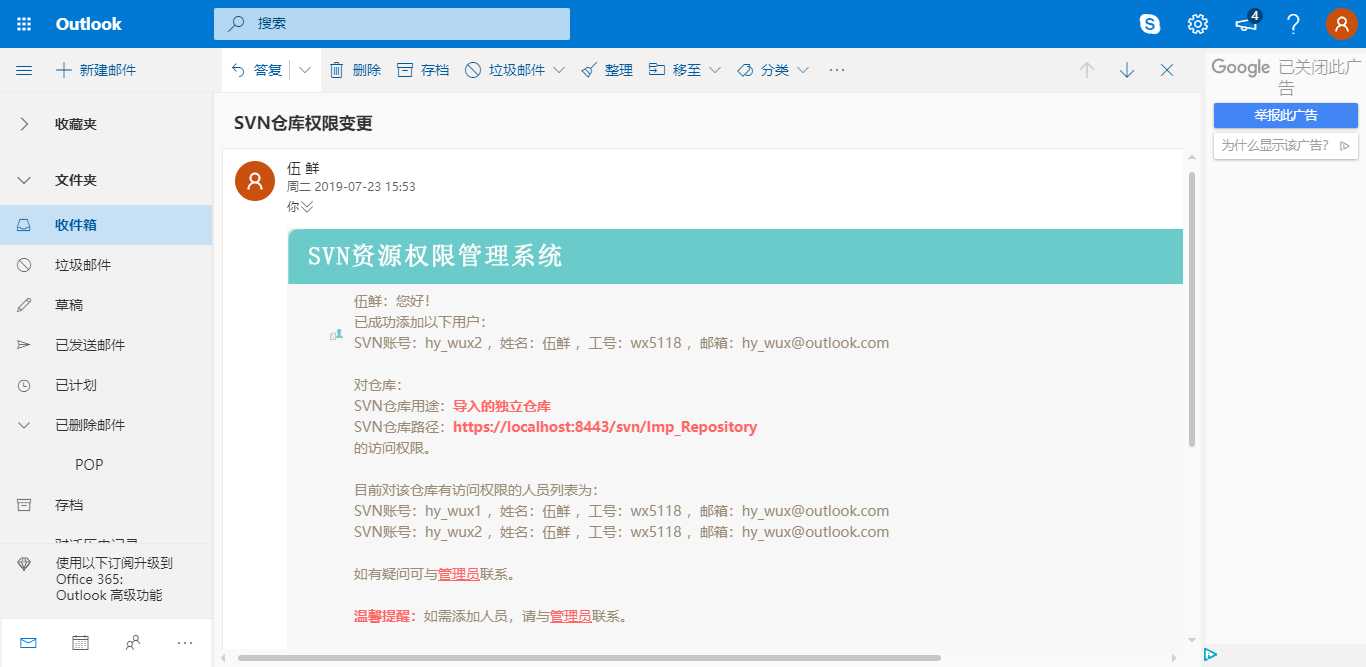 Outlook
搜索
4
新建邮件
答复
删除
存档
垃圾邮件
整理
移至
分类
收藏夹
文件夹
收件箱
垃圾邮件
草稿
已发送邮件
已计划
已删除邮件
POP
存档
对话历史记录
使用以下订阅升级到
Office 365:
Outlook 高级功能
SVN仓库权限变更
伍 鲜
周二 2019-07-23 15:53
你
SVN资源权限管理系统
伍鲜：您好！
已成功添加以下用户：
SVN账号：hy_wux2 ，姓名：伍鲜 ，工号：wx5118 ，邮箱：hy_wux@outlook.com
对仓库：
SVN仓库用途：导入的独立仓库
SVN仓库路径：https://localhost:8443/svn/Imp_Repository
的访问权限。
目前对该仓库有访问权限的人员列表为：
SVN账号：hy_wux1 ，姓名：伍鲜 ，工号：wx5118 ，邮箱：hy_wux@outlook.com
SVN账号：hy_wux2 ，姓名：伍鲜 ，工号：wx5118 ，邮箱：hy_wux@outlook.com
如有疑问可与管理员联系。
温馨提醒：如需添加人员，请与管理员联系。
Google 已关闭此广
告
举报此广告
为什么显示该广告?